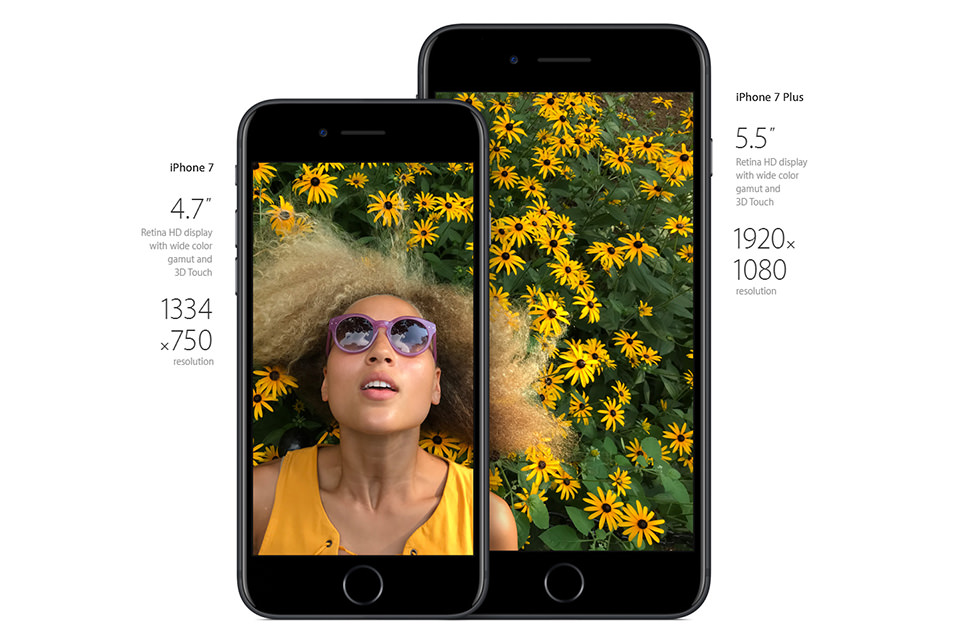 iPhone 7
4.7″
Retina HD display
with wide color
gamut and
3D Touch
1334
×750
resolution
iPhone 7 Plus
5.5″
Retina HD display
with wide color
gamut and
3D Touch
1920×
1080
resolution